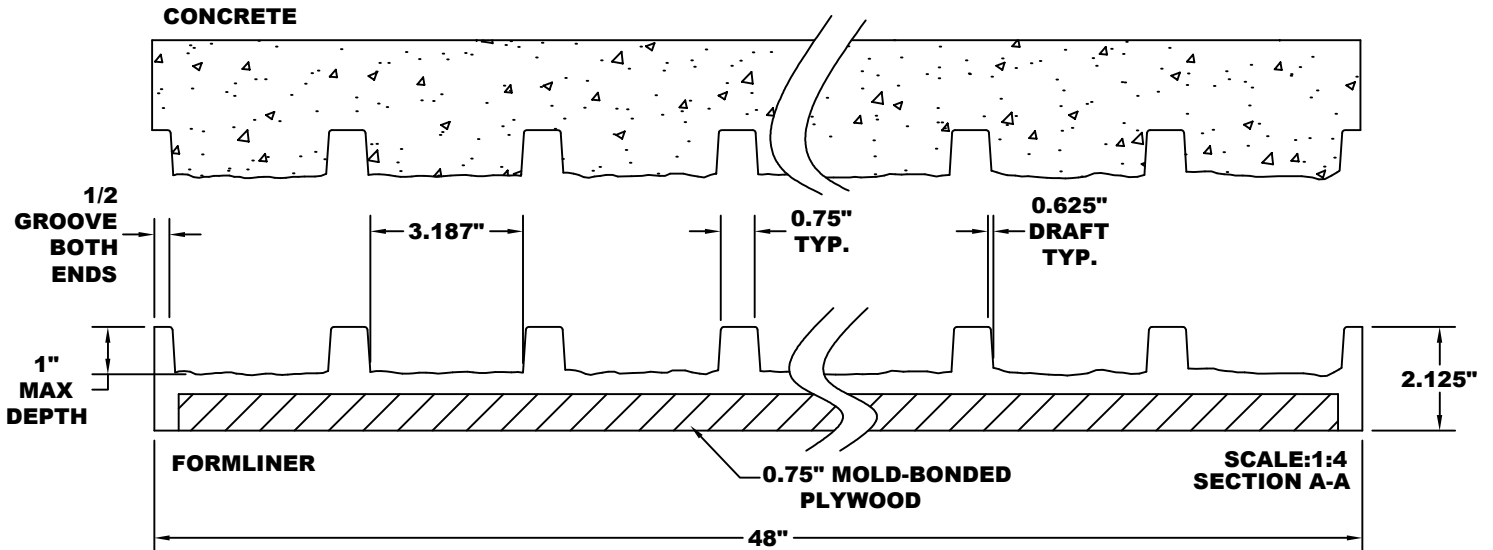 CONCRETE
1/2
GROOVE
BOTH
ENDS
3.187"
0.75"
TYP.
0.625"
DRAFT
TYP.
1"
MAX
DEPTH
2.125"
FORMLINER
0.75" MOLD-BONDED
PLYWOOD
SCALE:1:4
SECTION A-A
48"